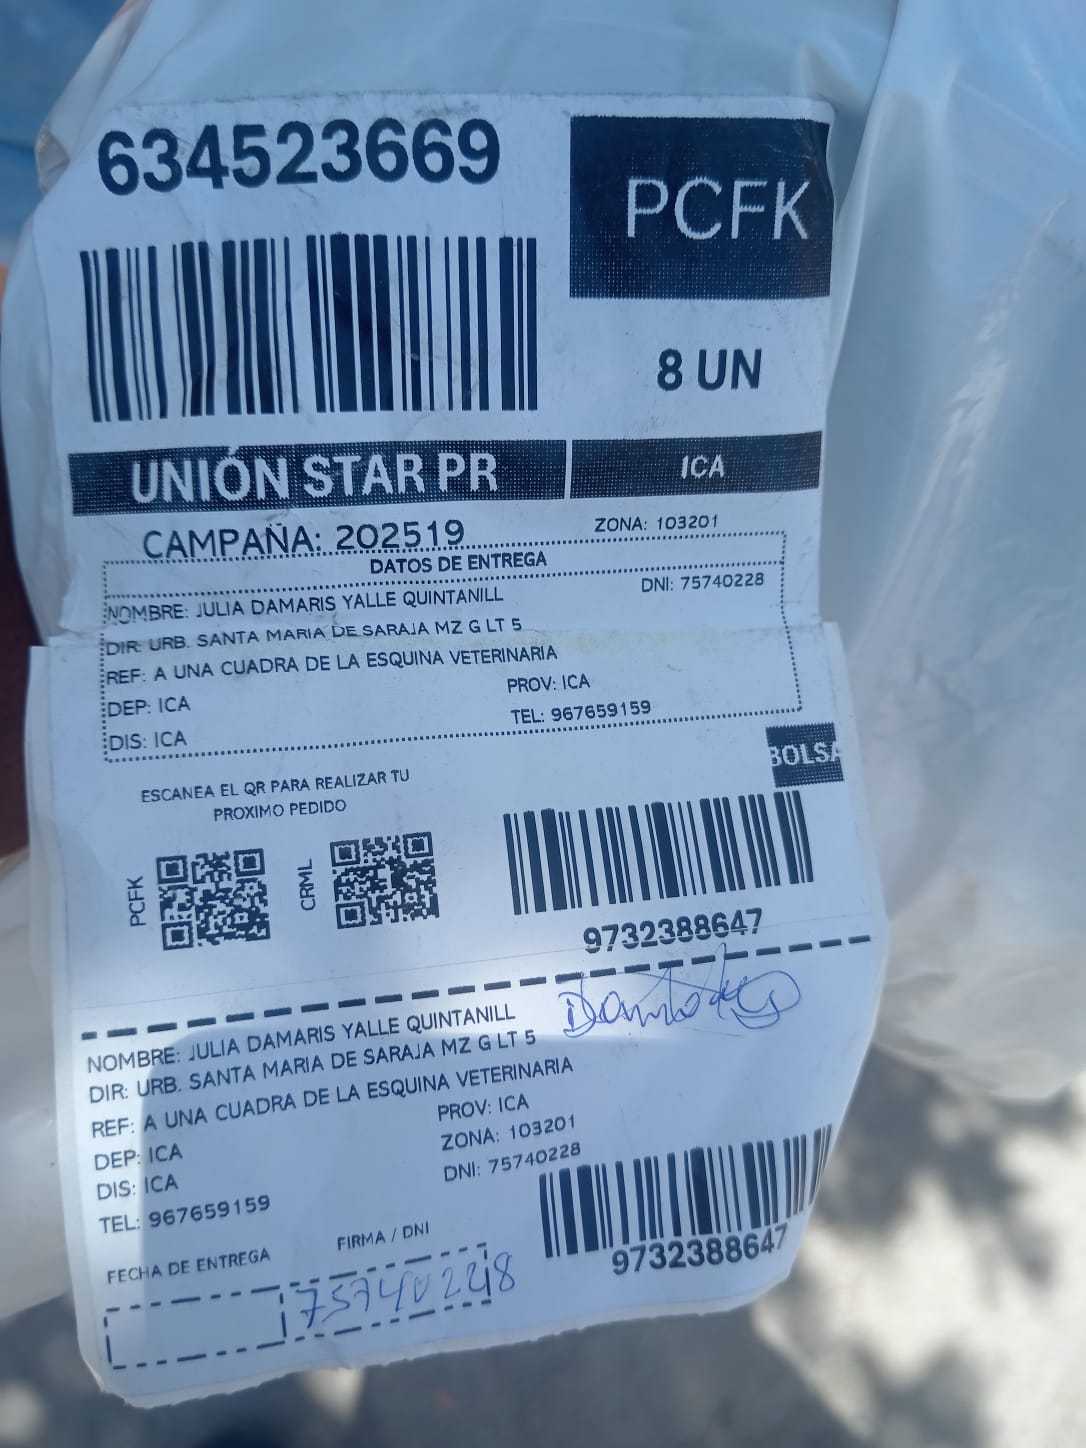 634523669
PCFK
8 UN
UNIÓN STAR PR
ICA
CAMPAÑA: 202519
ZONA: 103201
DATOS DE ENTREGA
NOMBRE: JULIA DAMARIS YALLE QUINTANILL
DNI: 75740228
DIR: URB. SANTA MARIA DE SARAJA MZ G LT 5
REF: A UNA CUADRA DE LA ESQUINA VETERINARIA
DEP: ICA
PROV: ICA
DIS: ICA
TEL: 967659159
BOLSA
ESCANEA EL QR PARA REALIZAR TU
PROXIMO PEDIDO
PCFK
CRML
9732388647
NOMBRE: JULIA DAMARIS YALLE QUINTANILL
DIR: URB. SANTA MARIA DE SARAJA MZ G LT 5
REF: A UNA CUADRA DE LA ESQUINA VETERINARIA
DEP: ICA
PROV: ICA
DIS: ICA
ZONA: 103201
TEL: 967659159
DNI: 75740228
FECHA DE ENTREGA
FIRMA / DNI
75740228
9732388647